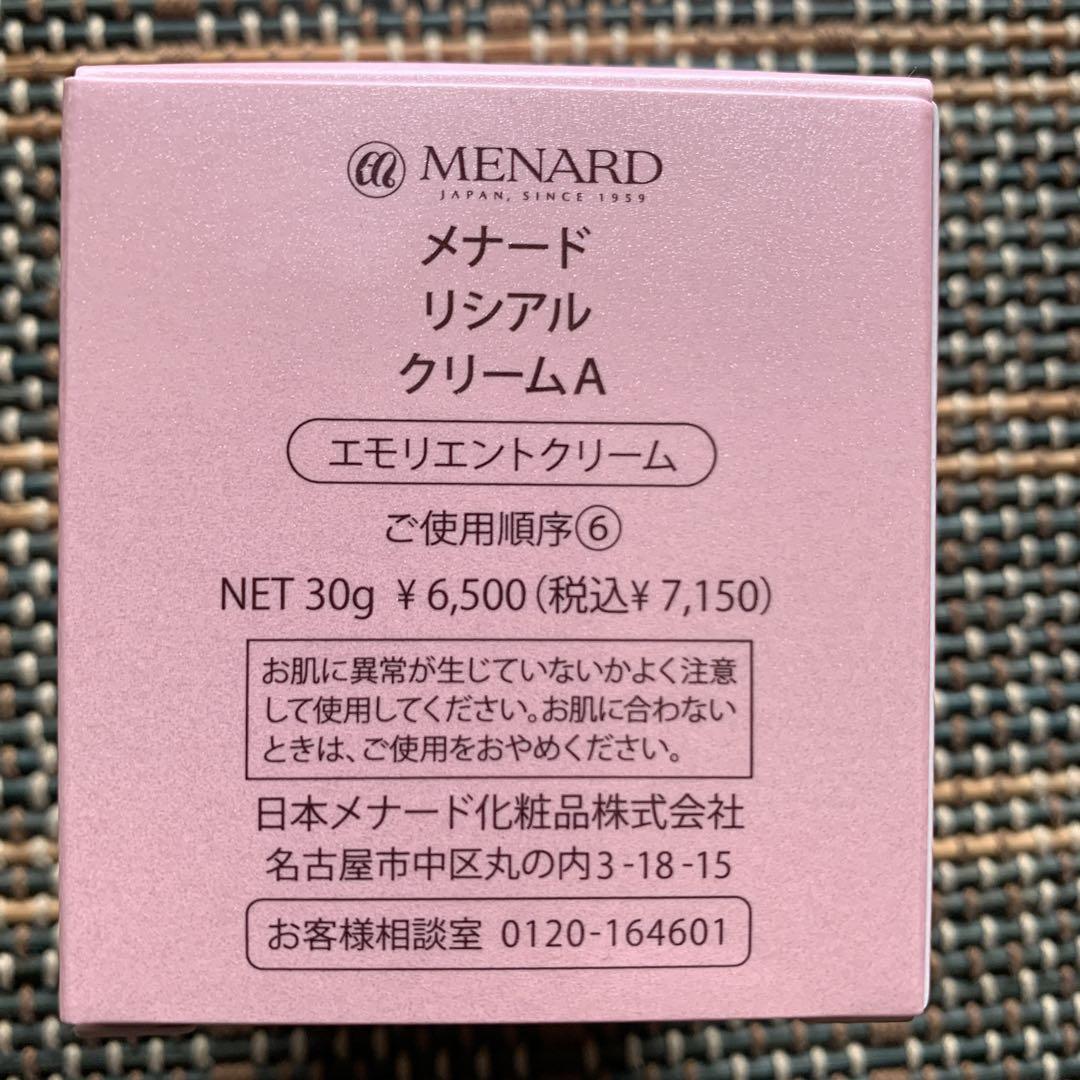 MENARD
JAPAN, SINCE 1959
メナード
リシアル
クリームA
エモリエントクリーム
ご使用順序⑥
NET 30g ¥6,500(税込¥7,150)
お肌に異常が生じていないかよく注意
して使用してください。お肌に合わない
ときは、ご使用をおやめください。
日本メナード化粧品株式会社
名古屋市中区丸の内3-18-15
お客様相談室 0120-164601